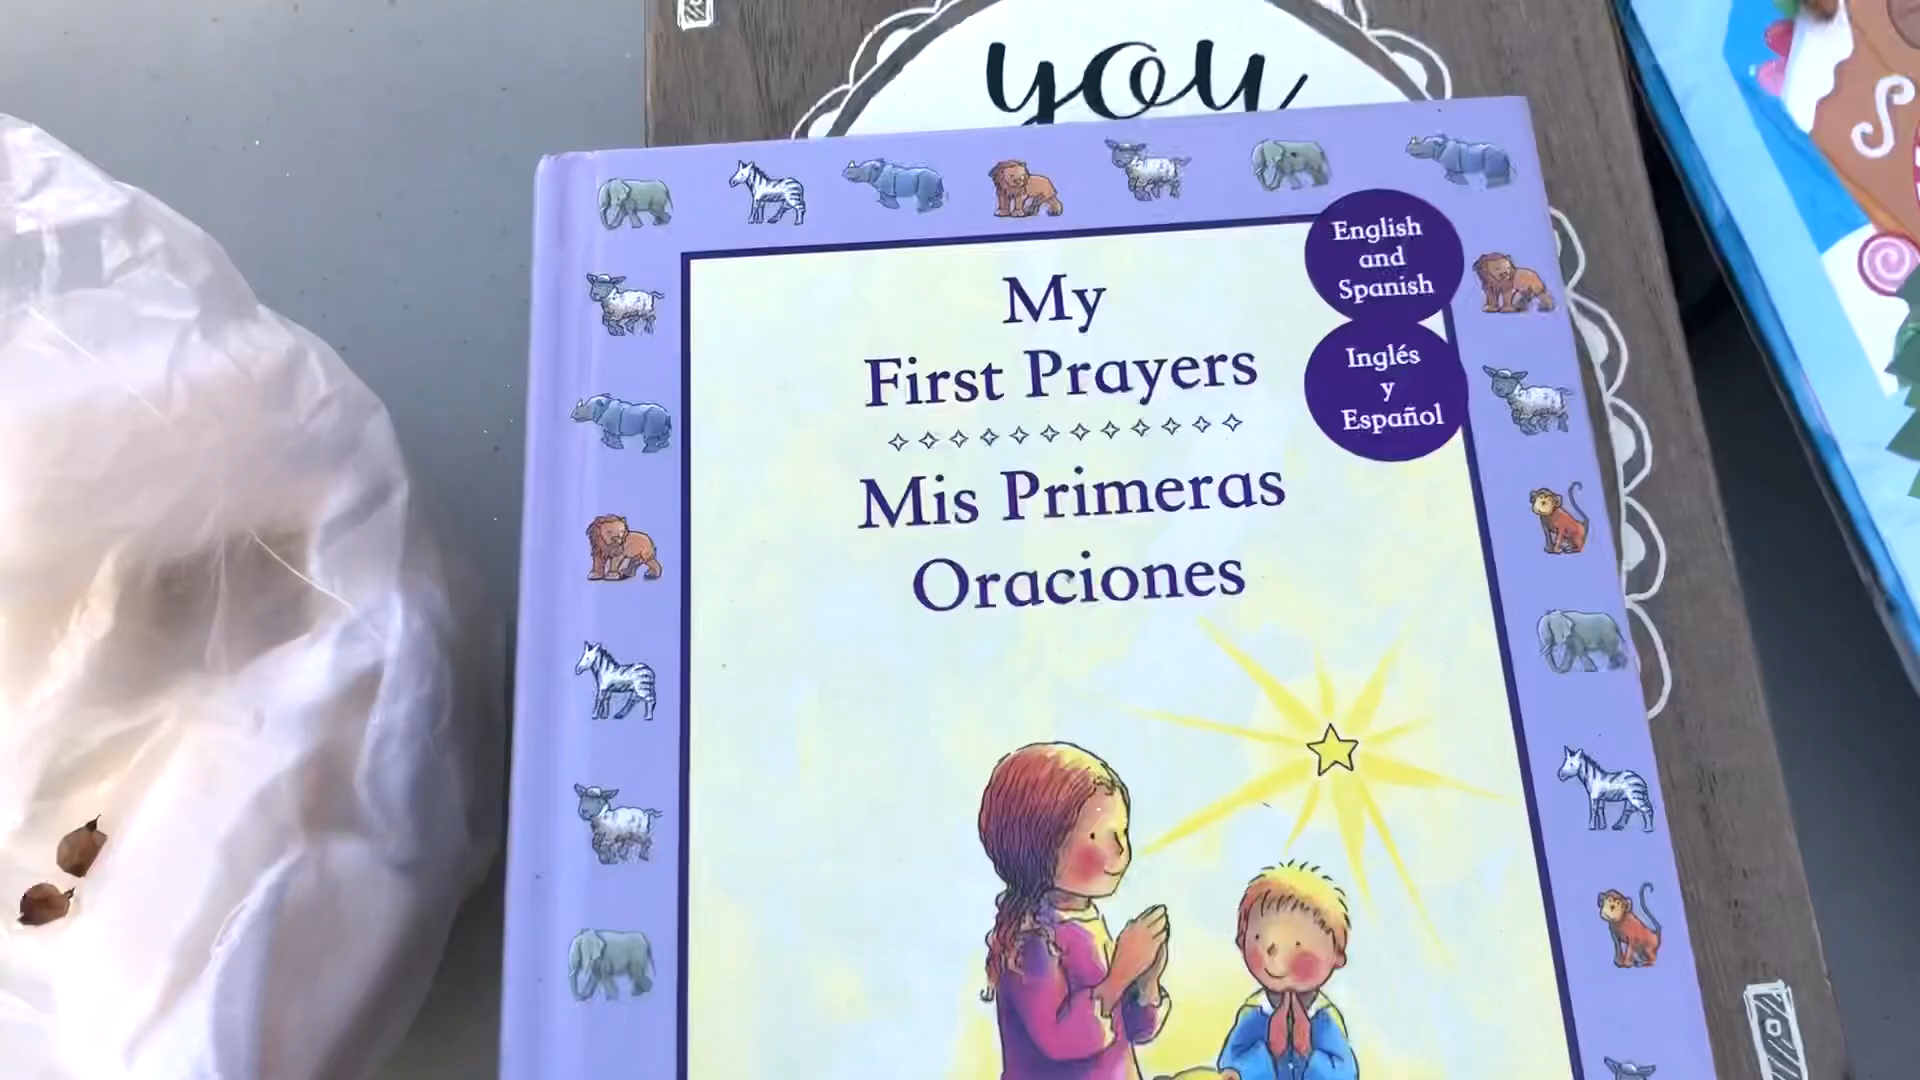 you
English
and
Spanish
Inglés
y
Español
My
First Prayers
Mis Primeras
Oraciones